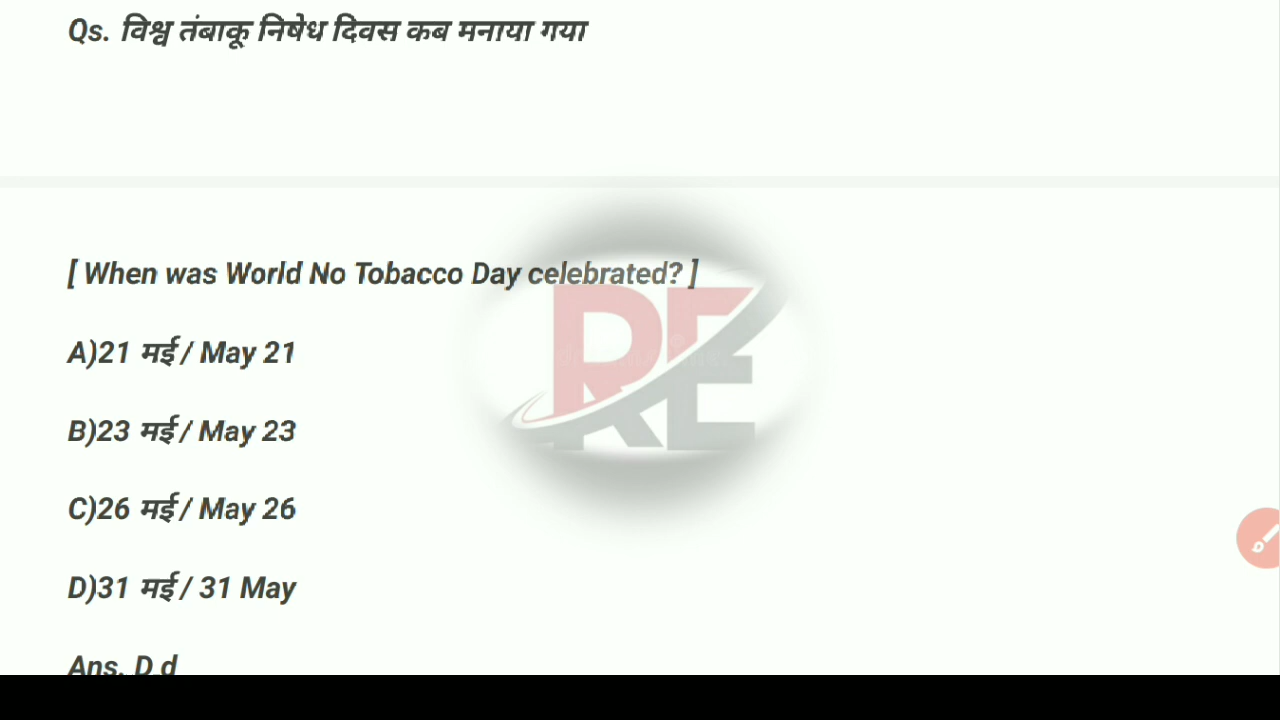 Qs. विश्व तंबाकू निषेध दिवस कब मनाया गया
[ When was World No Tobacco Day celebrated? ]
RE
A)21 मई / May 21
B)23 मई / May 23
C)26 मई / May 26
D)31 मई / 31 May
Ans. D d